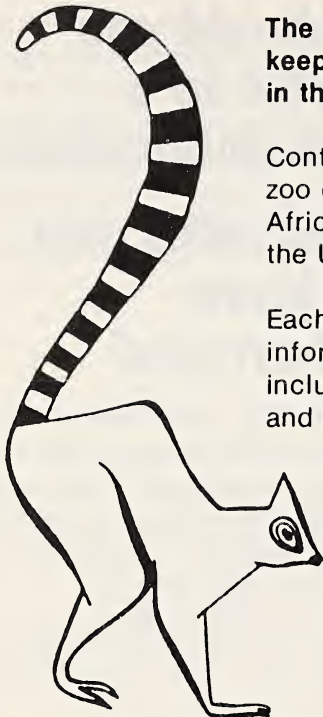 The
keep
in th
Cont
zoo
Afric
the U
Each
infor
inclu
and